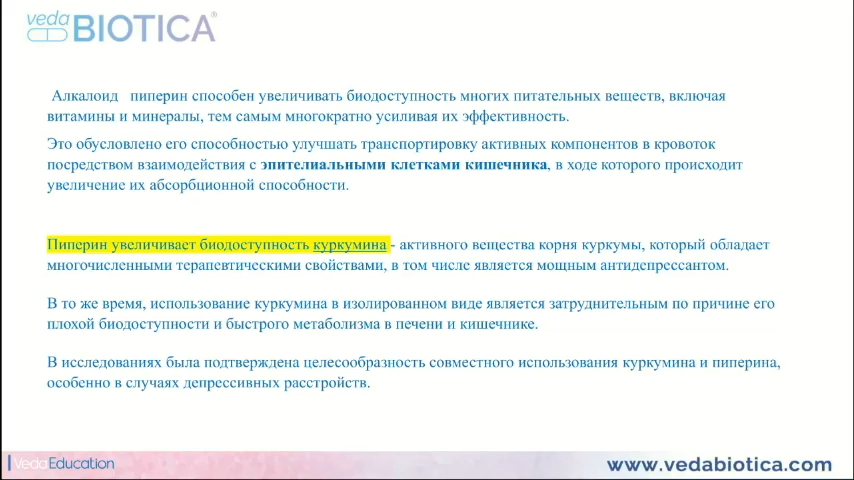 veda
BIOTICA®
Алкалоид пиперин способен увеличивать биодоступность многих питательных веществ, включая
витамины и минералы, тем самым многократно усиливая их эффективность.
Это обусловлено его способностью улучшать транспортировку активных компонентов в кровоток
посредством взаимодействия с эпителиальными клетками кишечника, в ходе которого происходит
увеличение их абсорбционной способности.
Пиперин увеличивает биодоступность куркумина - активного вещества корня куркумы, который обладает
многочисленными терапевтическими свойствами, в том числе является мощным антидепрессантом.
В то же время, использование куркумина в изолированном виде является затруднительным по причине его
плохой биодоступности и быстрого метаболизма в печени и кишечнике.
В исследованиях была подтверждена целесообразность совместного использования куркумина и пиперина,
особенно в случаях депрессивных расстройств.
VedaEducation
www.vedabiotica.com